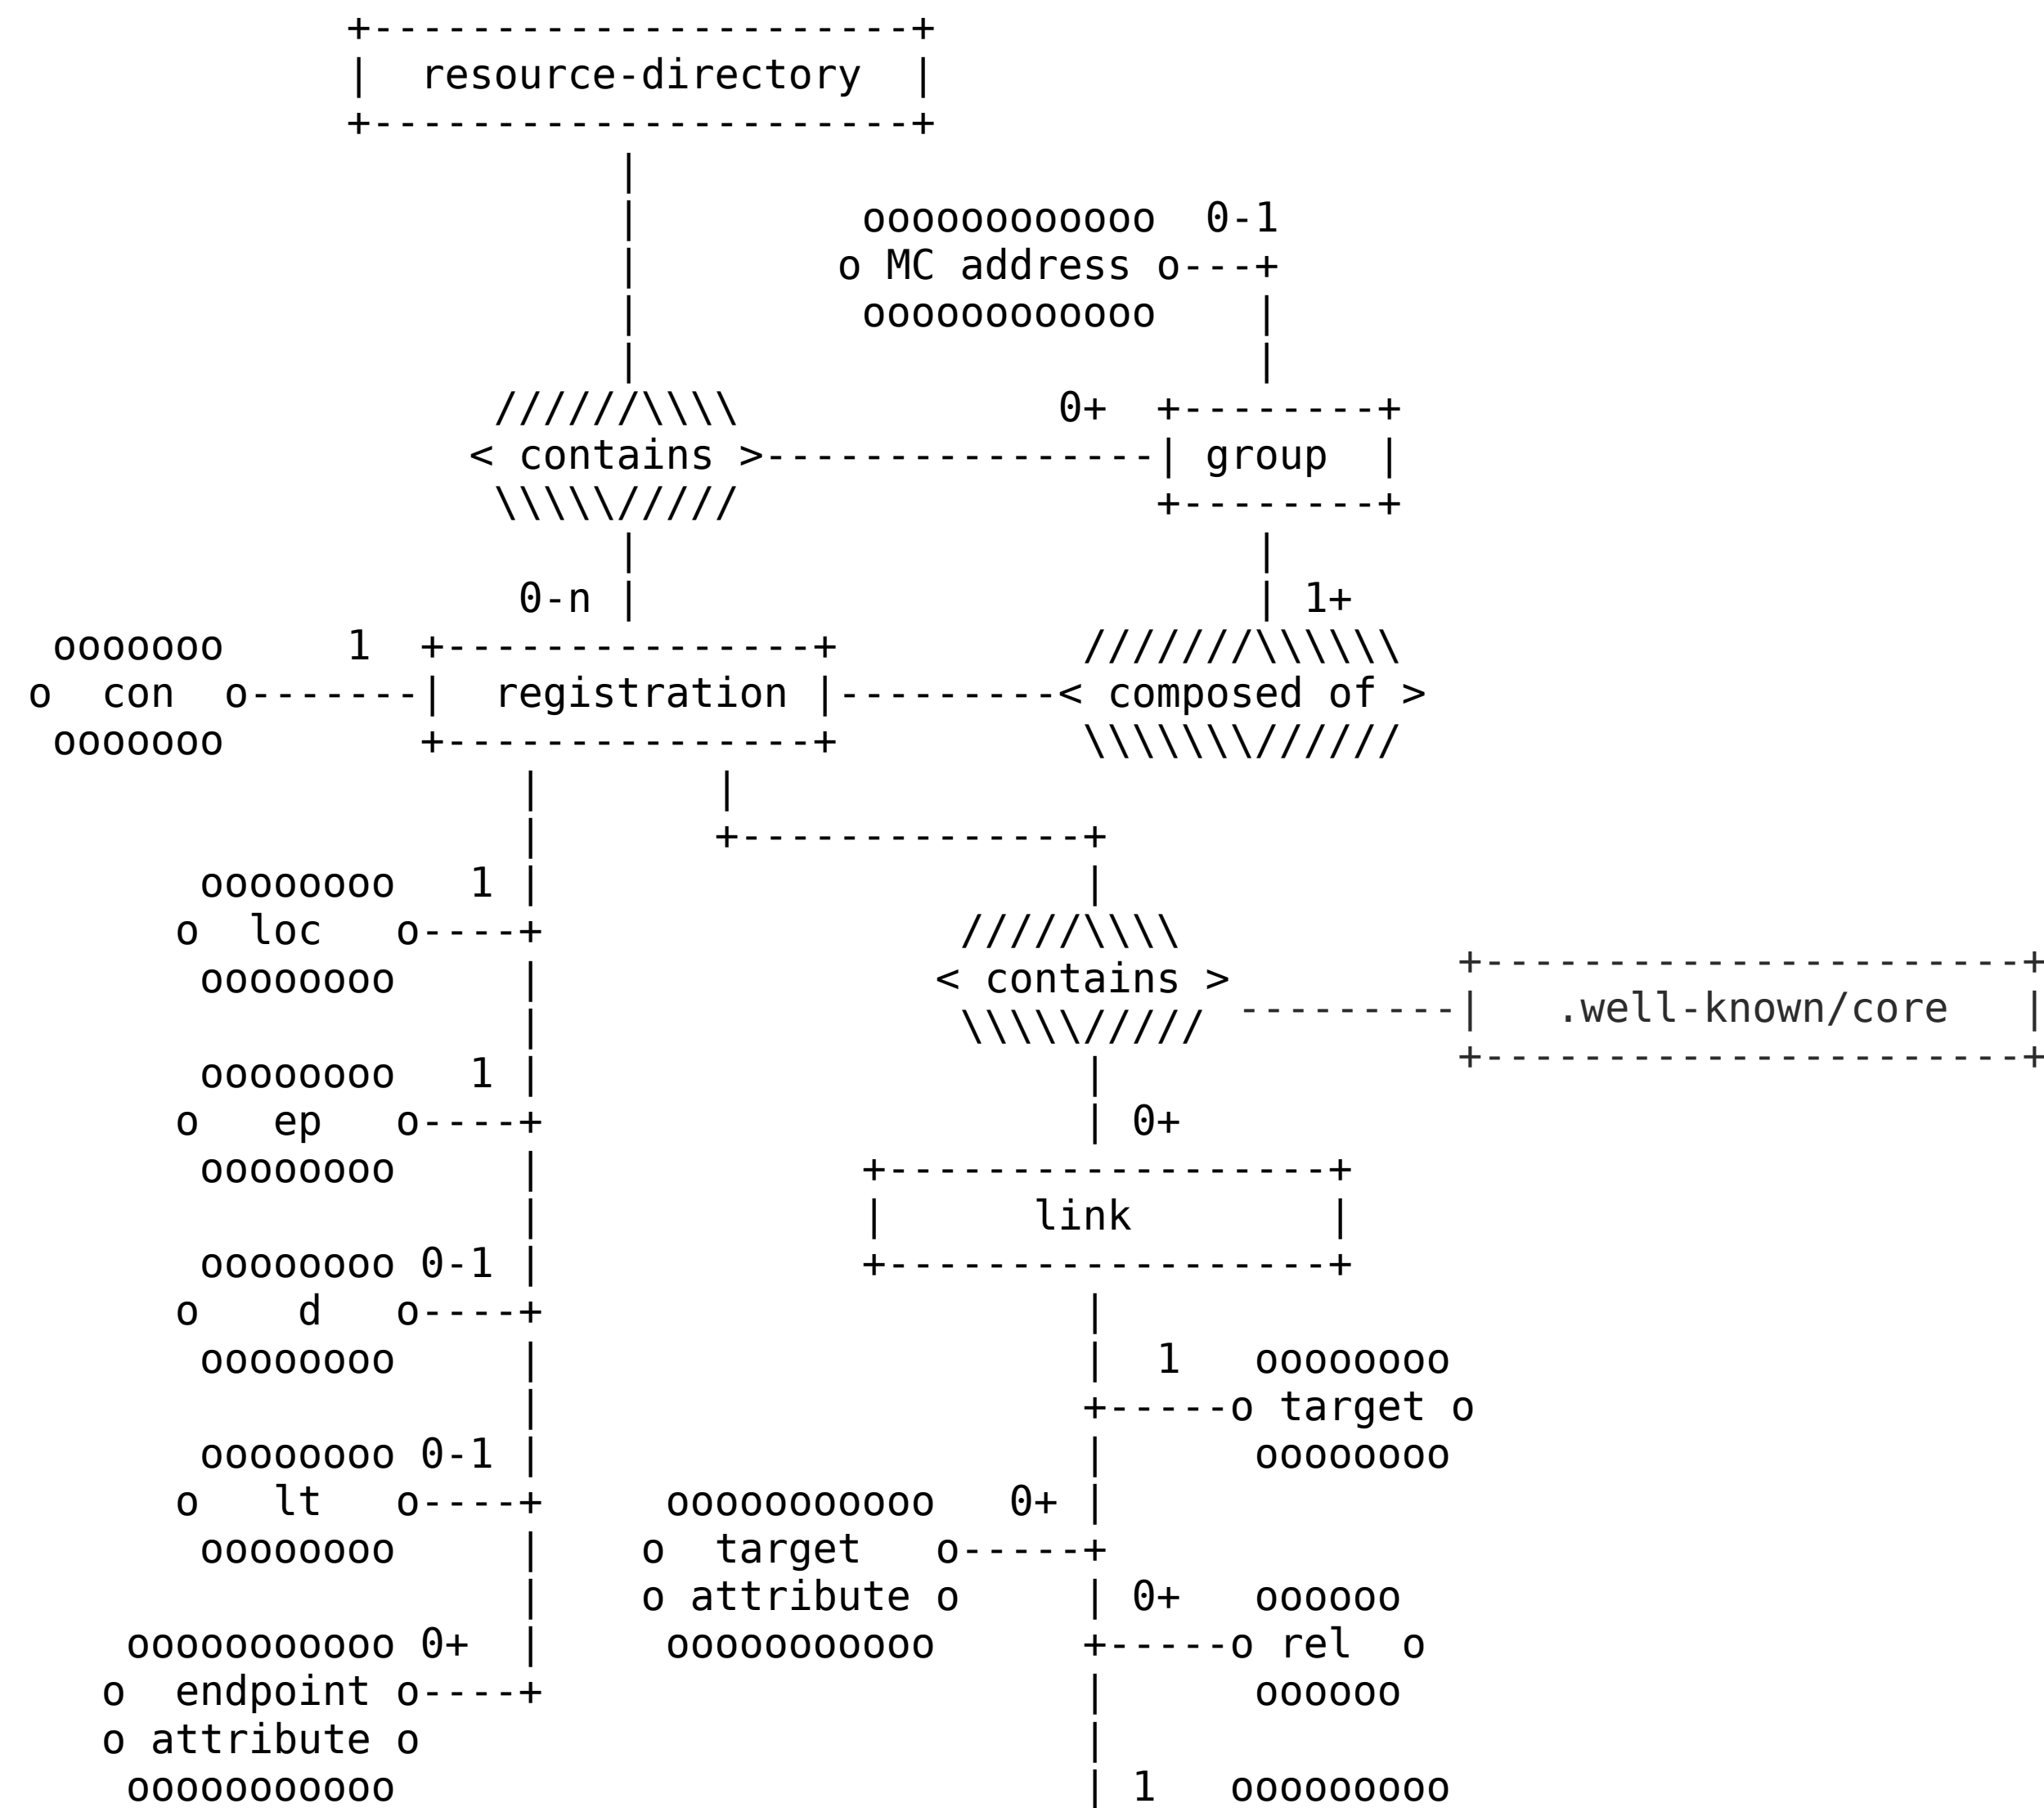 +----------------------+
|  resource-directory  |
+----------------------+
|
| oooooooooooo 0-1
| o MC address o---+
| oooooooooooo |
| |
//////\\\\ 0+ +--------+
< contains >----------------| group |
\\\\\///// +--------+
| |
0-n | | 1+
ooooooo 1 +---------------+ ///////\\\\\\
o con o-------| registration |---------< composed of >
ooooooo +---------------+ \\\\\\\//////
| |
| +--------------+
oooooooo 1 | |
o loc o----+ /////\\\\
+----------------------+
oooooooo | < contains >
---------| .well-known/core |
| \\\\\/////
+----------------------+
oooooooo 1 | |
o ep o----+ | 0+
oooooooo | +------------------+
| | link |
oooooooo 0-1 | +------------------+
o d o----+ |
oooooooo | | 1 oooooooo
| +-----o target o
oooooooo 0-1 | | oooooooo
o lt o----+ ooooooooooo 0+ |
oooooooo | o target o-----+
| o attribute o | 0+ oooooo
ooooooooooo 0+ | ooooooooooo +-----o rel o
o endpoint o----+ | oooooo
o attribute o |
ooooooooooo | 1 ooooooooo